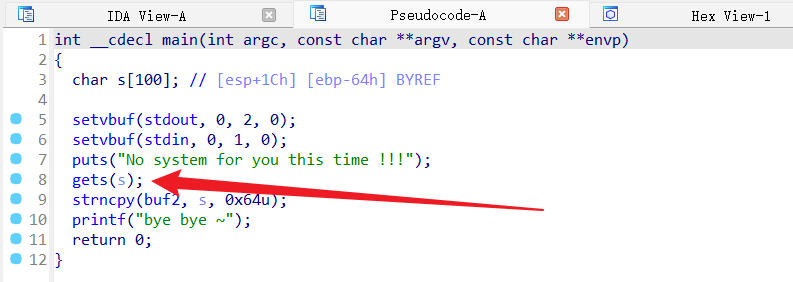 IDA View-A Pseudocode-A Hex View-1
1 int __cdecl main(int argc, const char **argv, const char **envp)
2 {
3 char s[100]; // [esp+1Ch] [ebp-64h] BYREF
4
5 setvbuf(stdout, 0, 2, 0);
6 setvbuf(stdin, 0, 1, 0);
7 puts("No system for you this time !!!");
8 gets(s);
9 strncpy(buf2, s, 0x64u);
10 printf("bye bye ~");
11 return 0;
12 }